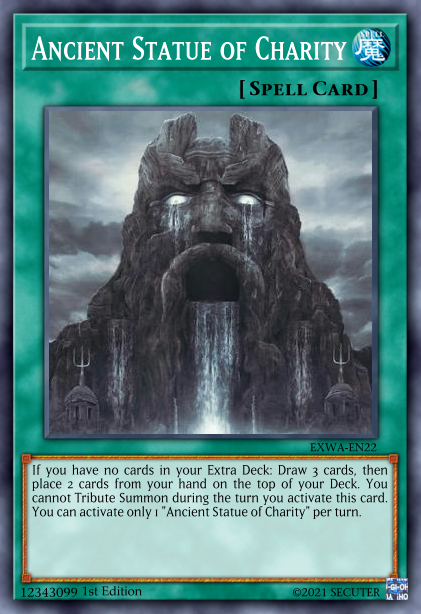 Ancient Statue of Charity 魔
[Spell Card]
EXWA-EN22
If you have no cards in your Extra Deck: Draw 3 cards, then
place 2 cards from your hand on the top of your Deck. You
cannot Tribute Summon during the turn you activate this card.
You can activate only 1 "Ancient Statue of Charity" per turn.
12343099 1st Edition ©2021 SECUTER